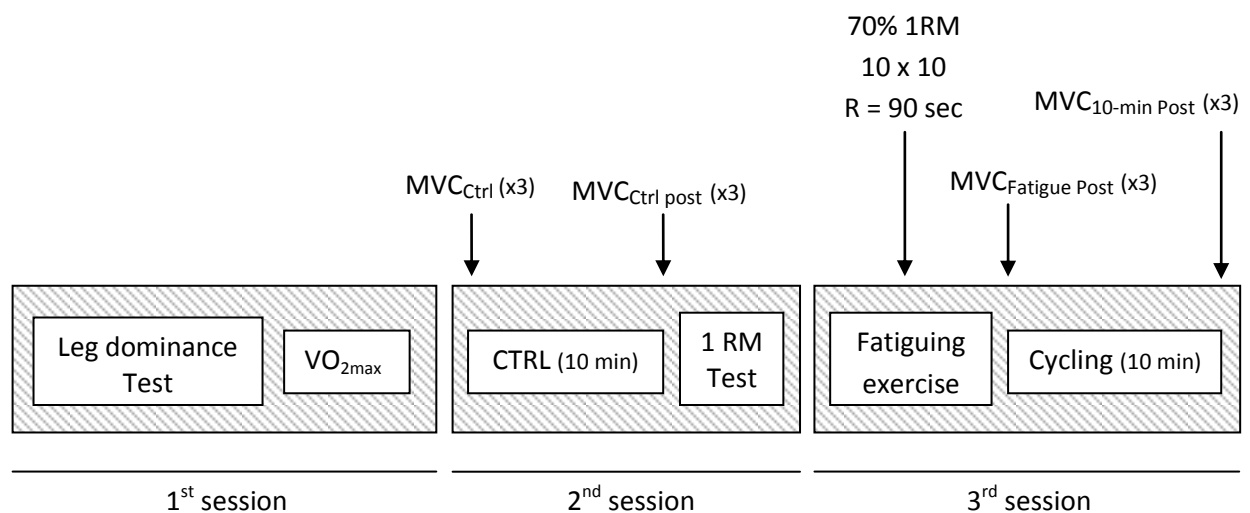 70% 1RM
10 x 10
R = 90 sec
MVC10-min Post (x3)
MVCCtrl (x3)
MVCCtrl post (x3)
MVCFatigue Post (x3)
Leg dominance
Test
VO2max
CTRL (10 min)
1 RM
Test
Fatiguing
exercise
Cycling (10 min)
1st session
2nd session
3rd session